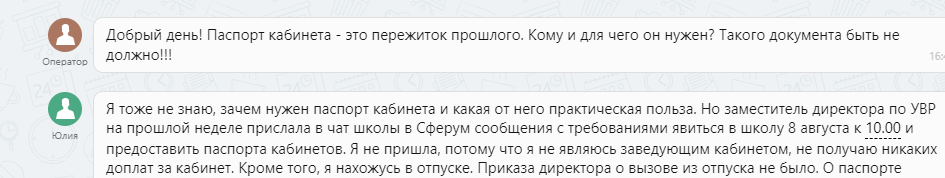 Добрый день! Паспорт кабинета - это пережиток прошлого. Кому и для чего он нужен? Такого документа быть не
должно!!!
Оператор
16:4
Я тоже не знаю, зачем нужен паспорт кабинета и какая от него практическая польза. Но заместитель директора по УВР
на прошлой неделе прислала в чат школы в Сферум сообщения с требованиями явиться в школу 8 августа к 10.00 и
Юлия
предоставить паспорта кабинетов. Я не пришла, потому что я не являюсь заведующим кабинетом, не получаю никаких
доплат за кабинет. Кроме того, я нахожусь в отпуске. Приказа директора о вызове из отпуска не было. О паспорте